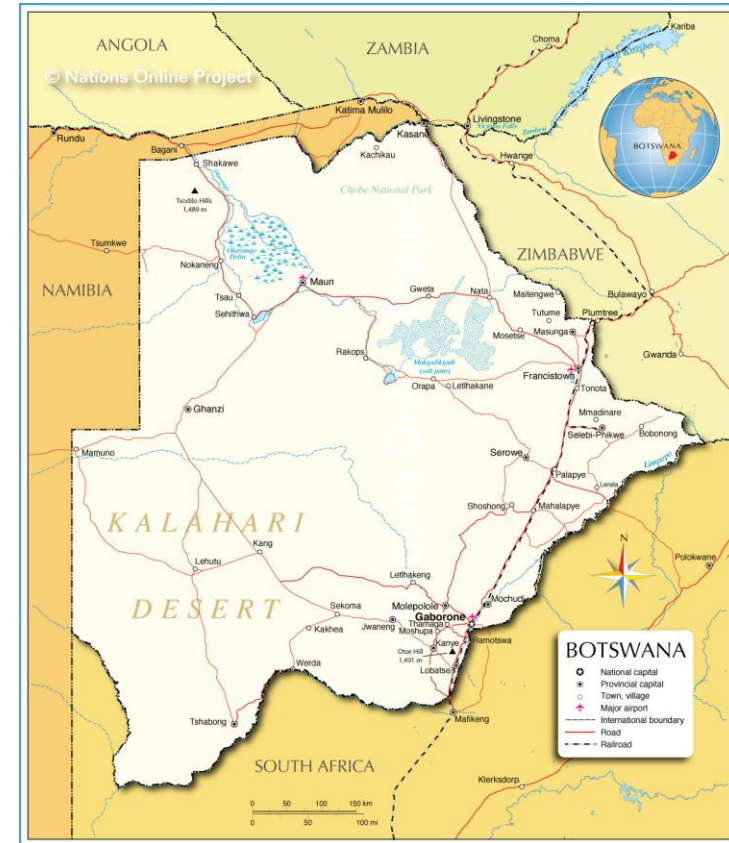 ANGOLA
ZAMBIA
© Nations Online Project
Choma
Kariba
Kariba
Katima Mulilo
Livingstone
Victoria Falls
Zambezi
Rundu
Bagani
Kasane
Kachikau
Hwange
BOTSWANA
Shakawe
Tsodilo Hills
1,489 m
Chobe National Park
Okavango
Delta
ZIMBABWE
Tsumkwe
Nokaneng
NAMIBIA
Maun
Gweta
Nata
Maitengwe
Bulawayo
Tsau
Sehithwa
Tutume
Plumtree
Mosetse
Masunga
Rakops
Makgadikgadi
(salt pans)
Gwanda
Francistown
Orapa
Letlhakane
Tonota
Ghanzi
Mmadinare
Selebi-Phikwe
Bobonong
Mamuno
Serowe
Limpopo
Palapye
Lerala
Shoshong
Mahalapye
KALAHARI
Kang
Polokwane
Lehutu
Letlhakeng
DESERT
Molepolole
Mochudi
Sekoma
Gaborone
Jwaneng
Thamaga
Kakhea
Moshupa
Ramotswa
Kanye
Otse Hill
1,491 m
Werda
Lobatse
Tshabong
Mafikeng
SOUTH AFRICA
Klerksdorp
BOTSWANA
National capital
Provincial capital
Town, village
Major airport
International boundary
Road
Railroad
0 50 100 150 km
0 50 100 mi